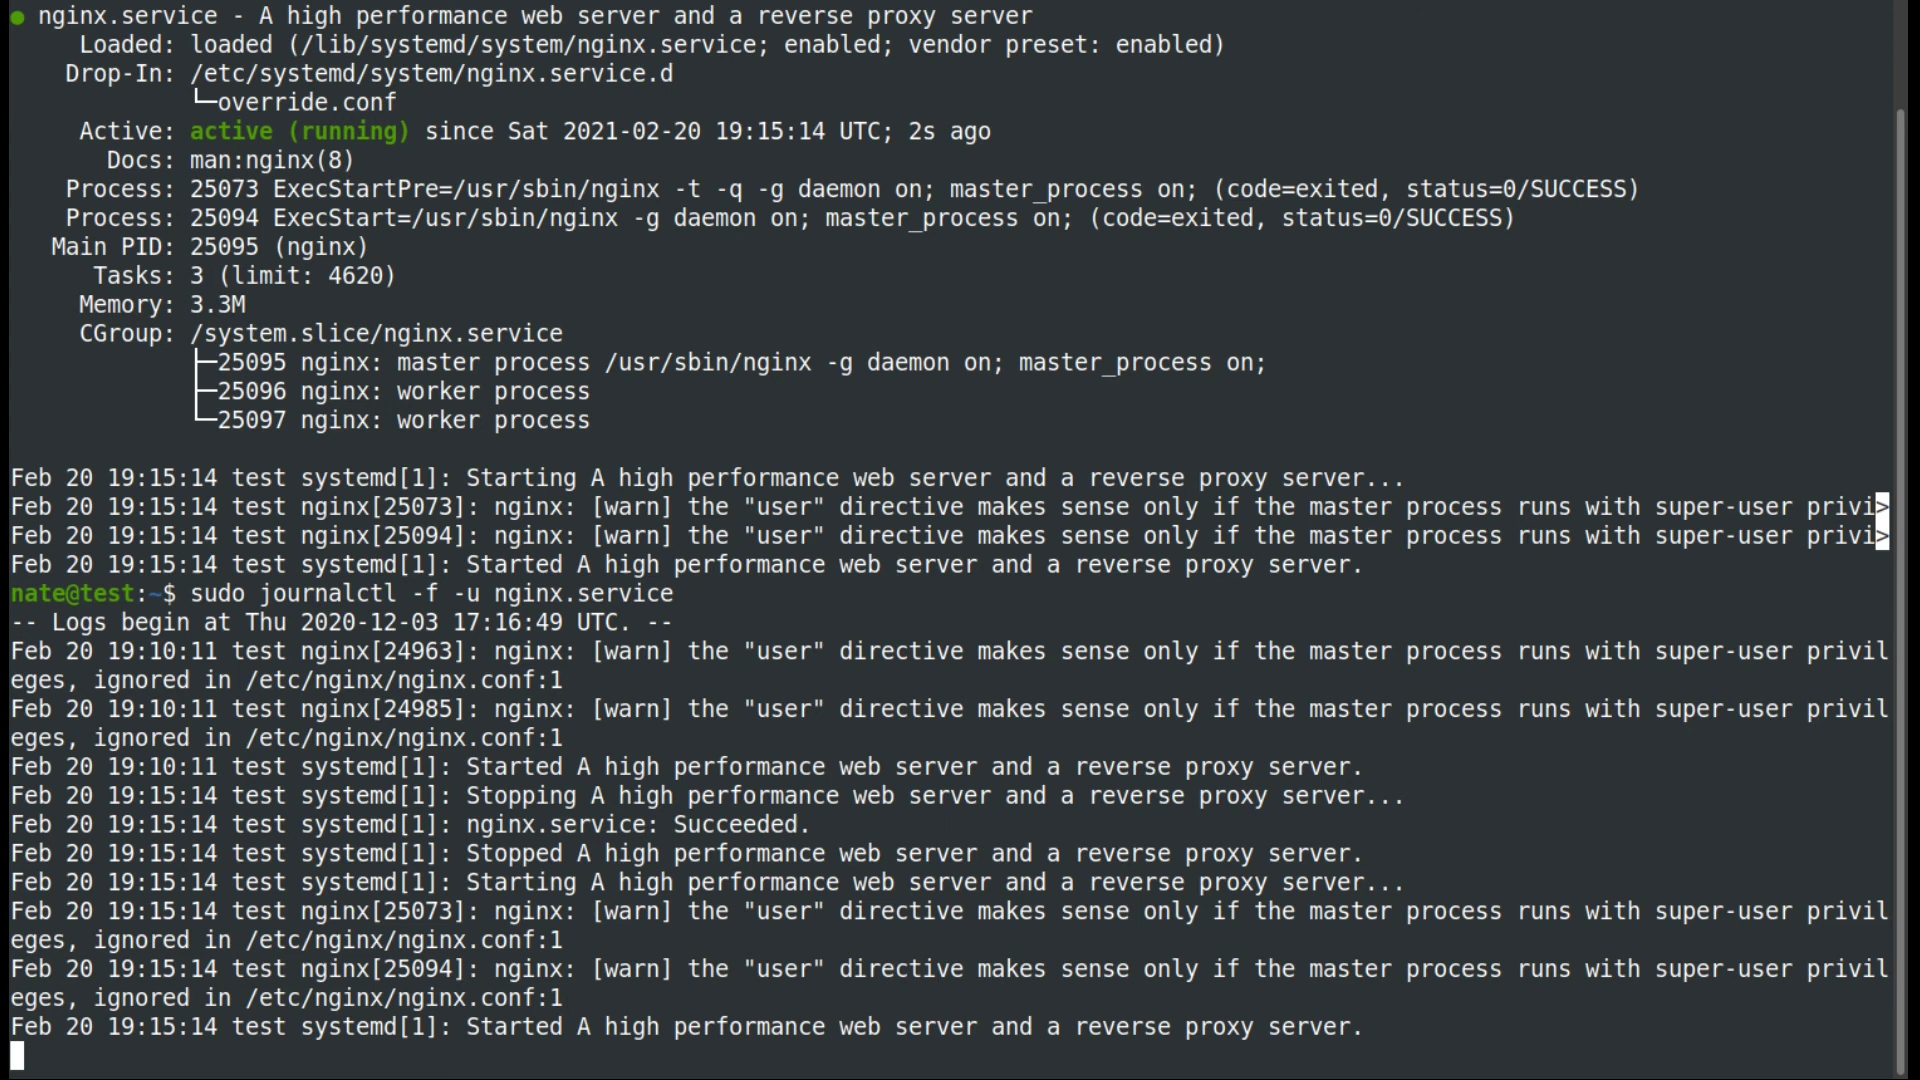 ● nginx.service - A high performance web server and a reverse proxy server
     Loaded: loaded (/lib/systemd/system/nginx.service; enabled; vendor preset: enabled)
    Drop-In: /etc/systemd/system/nginx.service.d
             └─override.conf
     Active: active (running) since Sat 2021-02-20 19:15:14 UTC; 2s ago
       Docs: man:nginx(8)
    Process: 25073 ExecStartPre=/usr/sbin/nginx -t -q -g daemon on; master_process on; (code=exited, status=0/SUCCESS)
    Process: 25094 ExecStart=/usr/sbin/nginx -g daemon on; master_process on; (code=exited, status=0/SUCCESS)
   Main PID: 25095 (nginx)
      Tasks: 3 (limit: 4620)
     Memory: 3.3M
     CGroup: /system.slice/nginx.service
             ├─25095 nginx: master process /usr/sbin/nginx -g daemon on; master_process on;
             ├─25096 nginx: worker process
             └─25097 nginx: worker process
Feb 20 19:15:14 test systemd[1]: Starting A high performance web server and a reverse proxy server...
Feb 20 19:15:14 test nginx[25073]: nginx: [warn] the "user" directive makes sense only if the master process runs with super-user privi>
Feb 20 19:15:14 test nginx[25094]: nginx: [warn] the "user" directive makes sense only if the master process runs with super-user privi>
Feb 20 19:15:14 test systemd[1]: Started A high performance web server and a reverse proxy server.
nate@test:~$ sudo journalctl -f -u nginx.service
-- Logs begin at Thu 2020-12-03 17:16:49 UTC. --
Feb 20 19:10:11 test nginx[24963]: nginx: [warn] the "user" directive makes sense only if the master process runs with super-user privil
eges, ignored in /etc/nginx/nginx.conf:1
Feb 20 19:10:11 test nginx[24985]: nginx: [warn] the "user" directive makes sense only if the master process runs with super-user privil
eges, ignored in /etc/nginx/nginx.conf:1
Feb 20 19:10:11 test systemd[1]: Started A high performance web server and a reverse proxy server.
Feb 20 19:15:14 test systemd[1]: Stopping A high performance web server and a reverse proxy server...
Feb 20 19:15:14 test systemd[1]: nginx.service: Succeeded.
Feb 20 19:15:14 test systemd[1]: Stopped A high performance web server and a reverse proxy server.
Feb 20 19:15:14 test systemd[1]: Starting A high performance web server and a reverse proxy server...
Feb 20 19:15:14 test nginx[25073]: nginx: [warn] the "user" directive makes sense only if the master process runs with super-user privil
eges, ignored in /etc/nginx/nginx.conf:1
Feb 20 19:15:14 test nginx[25094]: nginx: [warn] the "user" directive makes sense only if the master process runs with super-user privil
eges, ignored in /etc/nginx/nginx.conf:1
Feb 20 19:15:14 test systemd[1]: Started A high performance web server and a reverse proxy server.